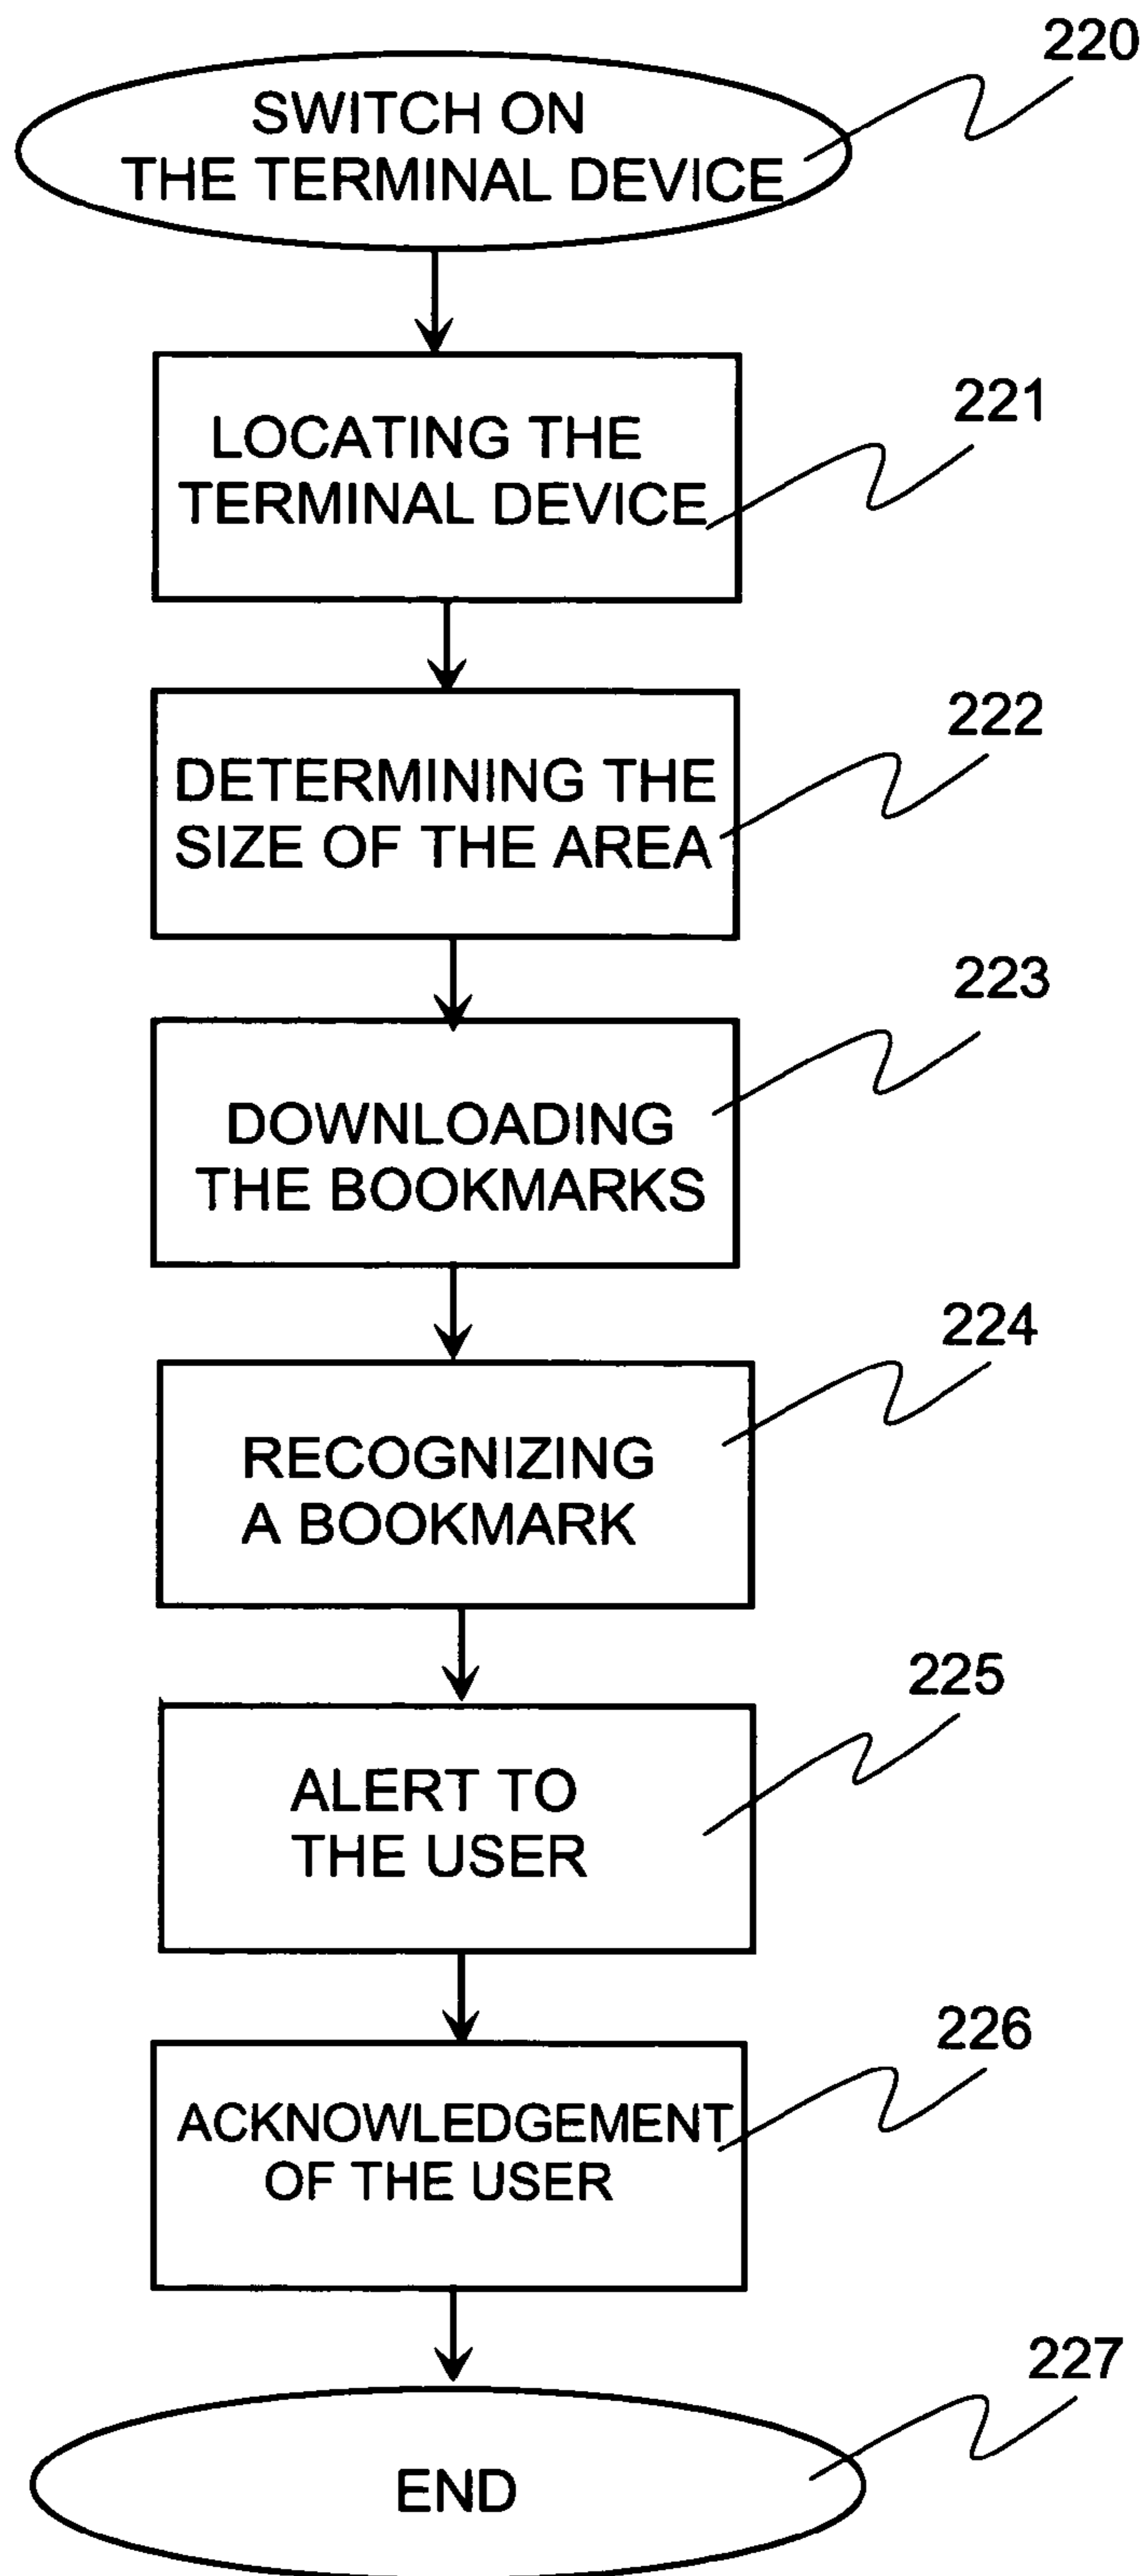 220
SWITCH ON
THE TERMINAL DEVICE
221
LOCATING THE
TERMINAL DEVICE
222
DETERMINING THE
SIZE OF THE AREA
223
DOWNLOADING
THE BOOKMARKS
224
RECOGNIZING
A BOOKMARK
225
ALERT TO
THE USER
226
ACKNOWLEDGEMENT
OF THE USER
227
END